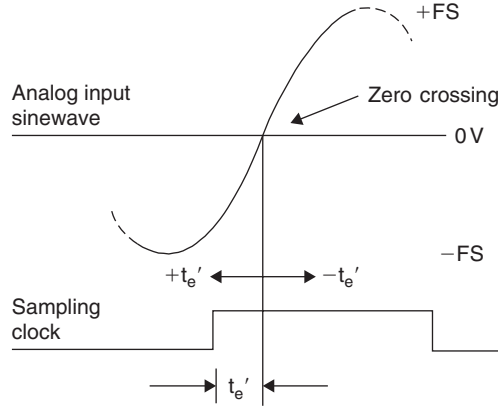 +FS
Analog input
sinewave
Zero crossing
0 V
−FS
+te′
−te′
Sampling
clock
te′